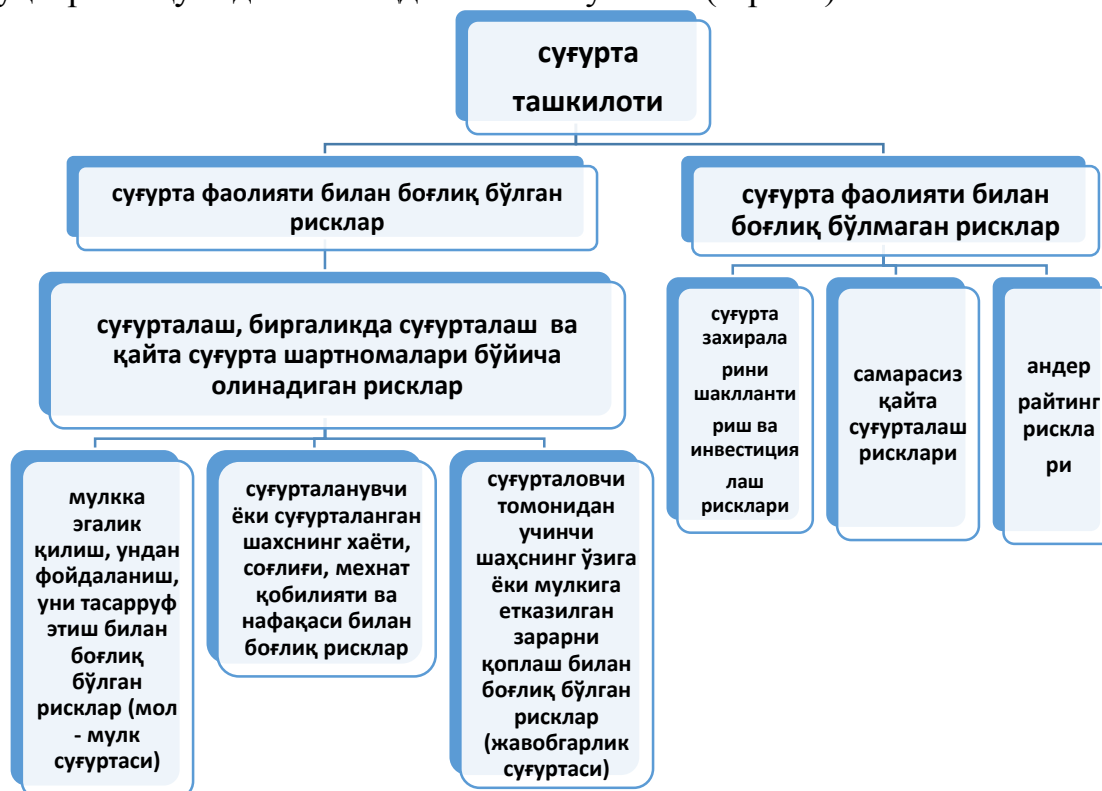 суғурта
ташкилоти
суғурта фаолияти билан боғлиқ бўлган
рисклар
суғурта фаолияти билан
боғлиқ бўлмаган рисклар
суғурталаш, биргаликда суғурталаш ва
қайта суғурта шартномалари бўйича
олинадиган рисклар
суғурта
захирала
рини
шакллланти
риш ва
инвестиция
лаш
рисклари
самарасиз
қайта
суғурталаш
рисклари
андер
райтинг
рискла
ри
мулкка
эгалик
қилиш, ундан
фойдаланиш,
уни тасарруф
этиш билан
боғлиқ
бўлган
рисклар (мол
- мулк
суғуртаси)
суғурталанувчи
ёки суғурталанган
шахснинг хаёти,
соғлиғи, мехнат
қобилияти ва
нафақаси билан
боғлиқ рисклар
суғурталовчи
томонидан
учинчи
шаҳснинг ўзига
ёки мулкига
етказилган
зарарни
қоплаш билан
боғлиқ бўлган
рисклар
(жавобгарлик
суғуртаси)